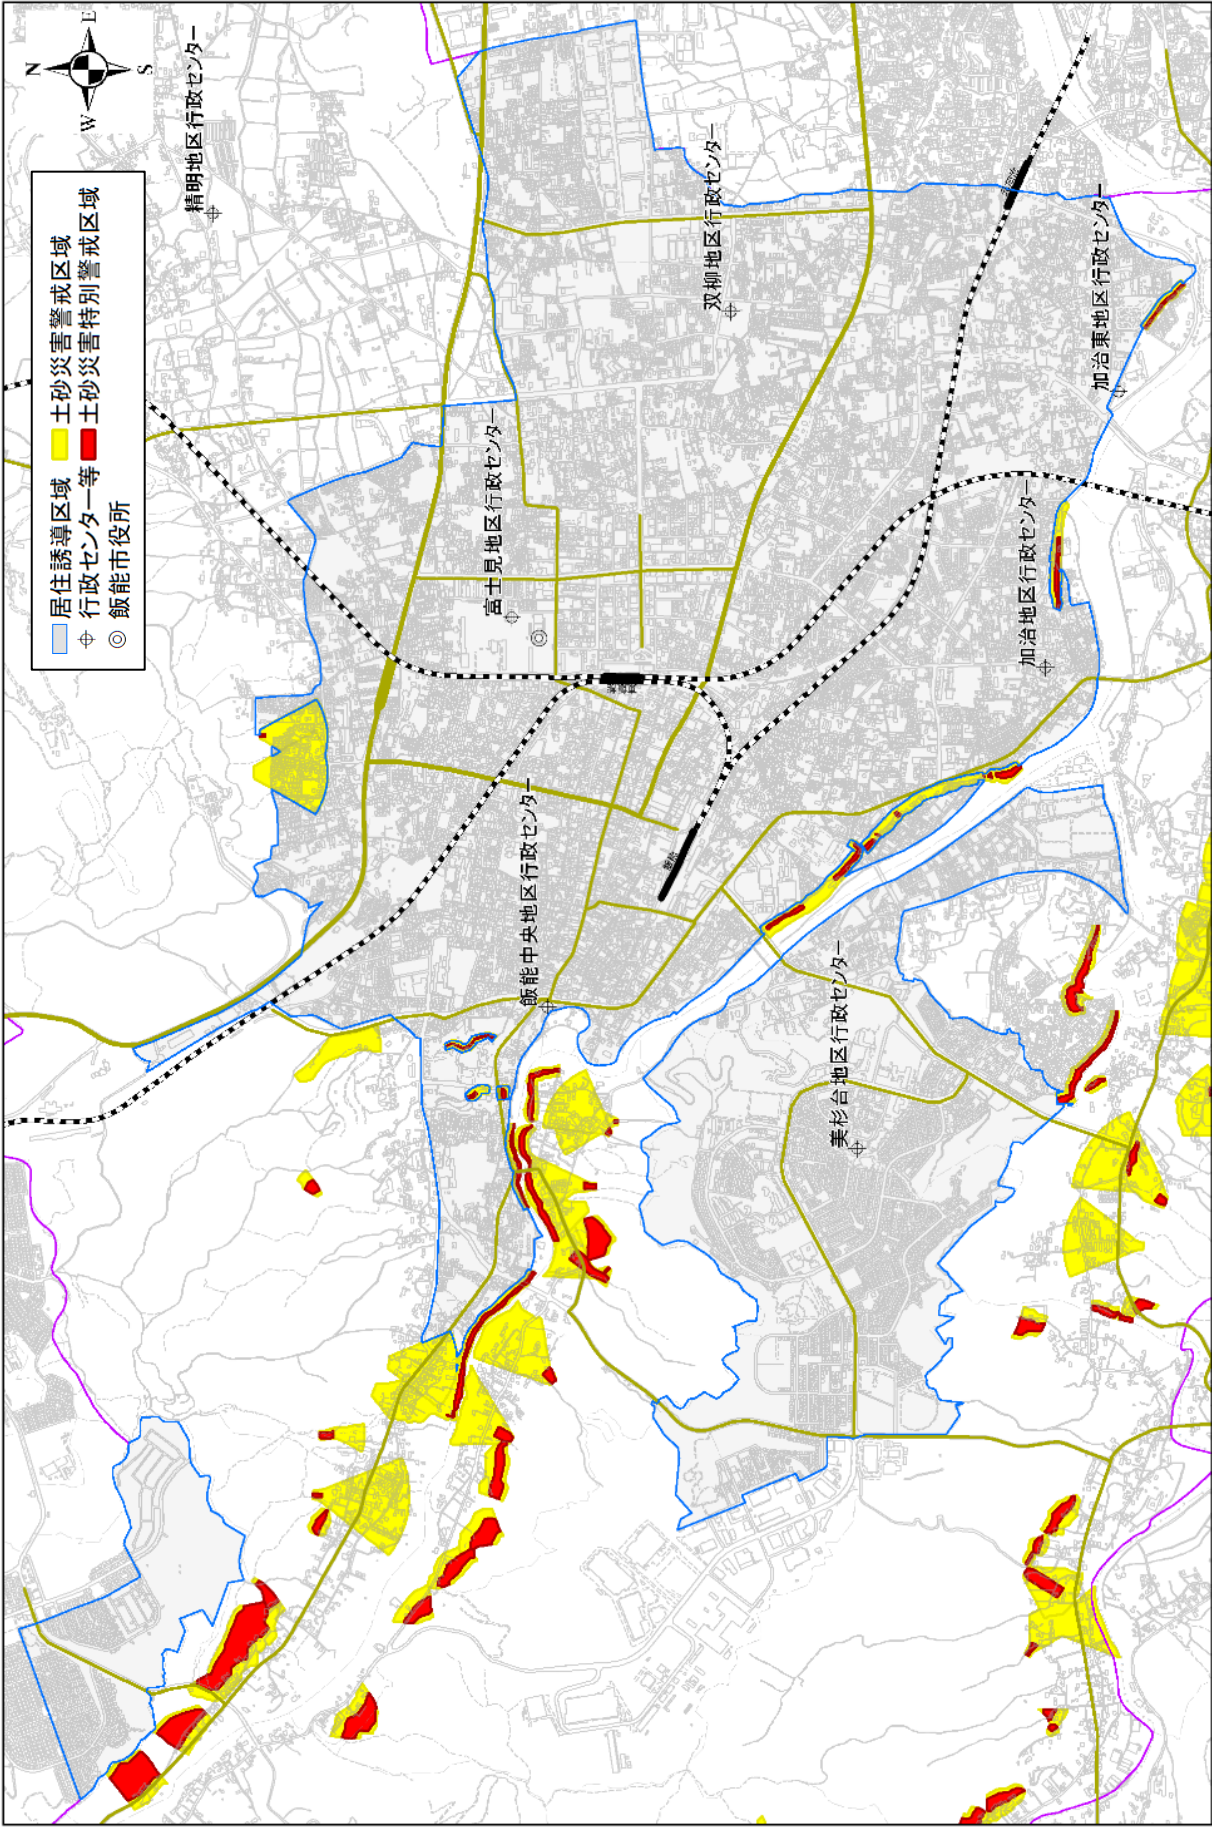 N
W
E
S
居住誘導区域
土砂災害警戒区域
行政センター等
土砂災害特別警戒区域
飯能市役所
精明地区行政センター
双柳地区行政センター
富士見地区行政センター
加治東地区行政センター
加治地区行政センター
飯能中央地区行政センター
美杉台地区行政センター
東飯能
飯能